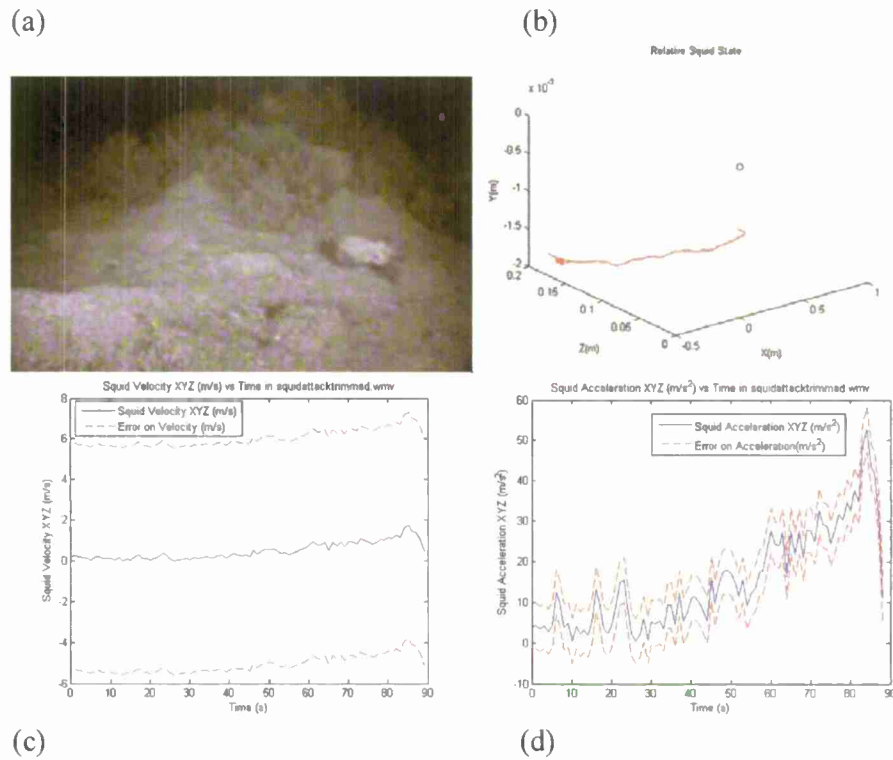 (a)
(b)
Relative Squid State
x 10⁻³
0
-0.5
-1
-1.5
-2
Y(m)
0.2
0.15
0.1
0.05
0
Z(m)
-0.5
0
0.5
1
X(m)
Squid Velocity XYZ (m/s) vs Time in squidattacktrimmed.wmv
Squid Velocity XYZ (m/s)
Error on Velocity (m/s)
8
6
4
2
0
-2
-4
-6
Squid Velocity XYZ (m/s)
0 10 20 30 40 50 60 70 80 90
Time (s)
Squid Acceleration XYZ (m/s²) vs Time in squidattacktrimmed.wmv
Squid Acceleration XYZ (m/s²)
Error on Acceleration(m/s²)
60
50
40
30
20
10
0
-10
Squid Acceleration XYZ (m/s²)
0 10 20 30 40 50 60 70 80 90
Time (s)
(c)
(d)